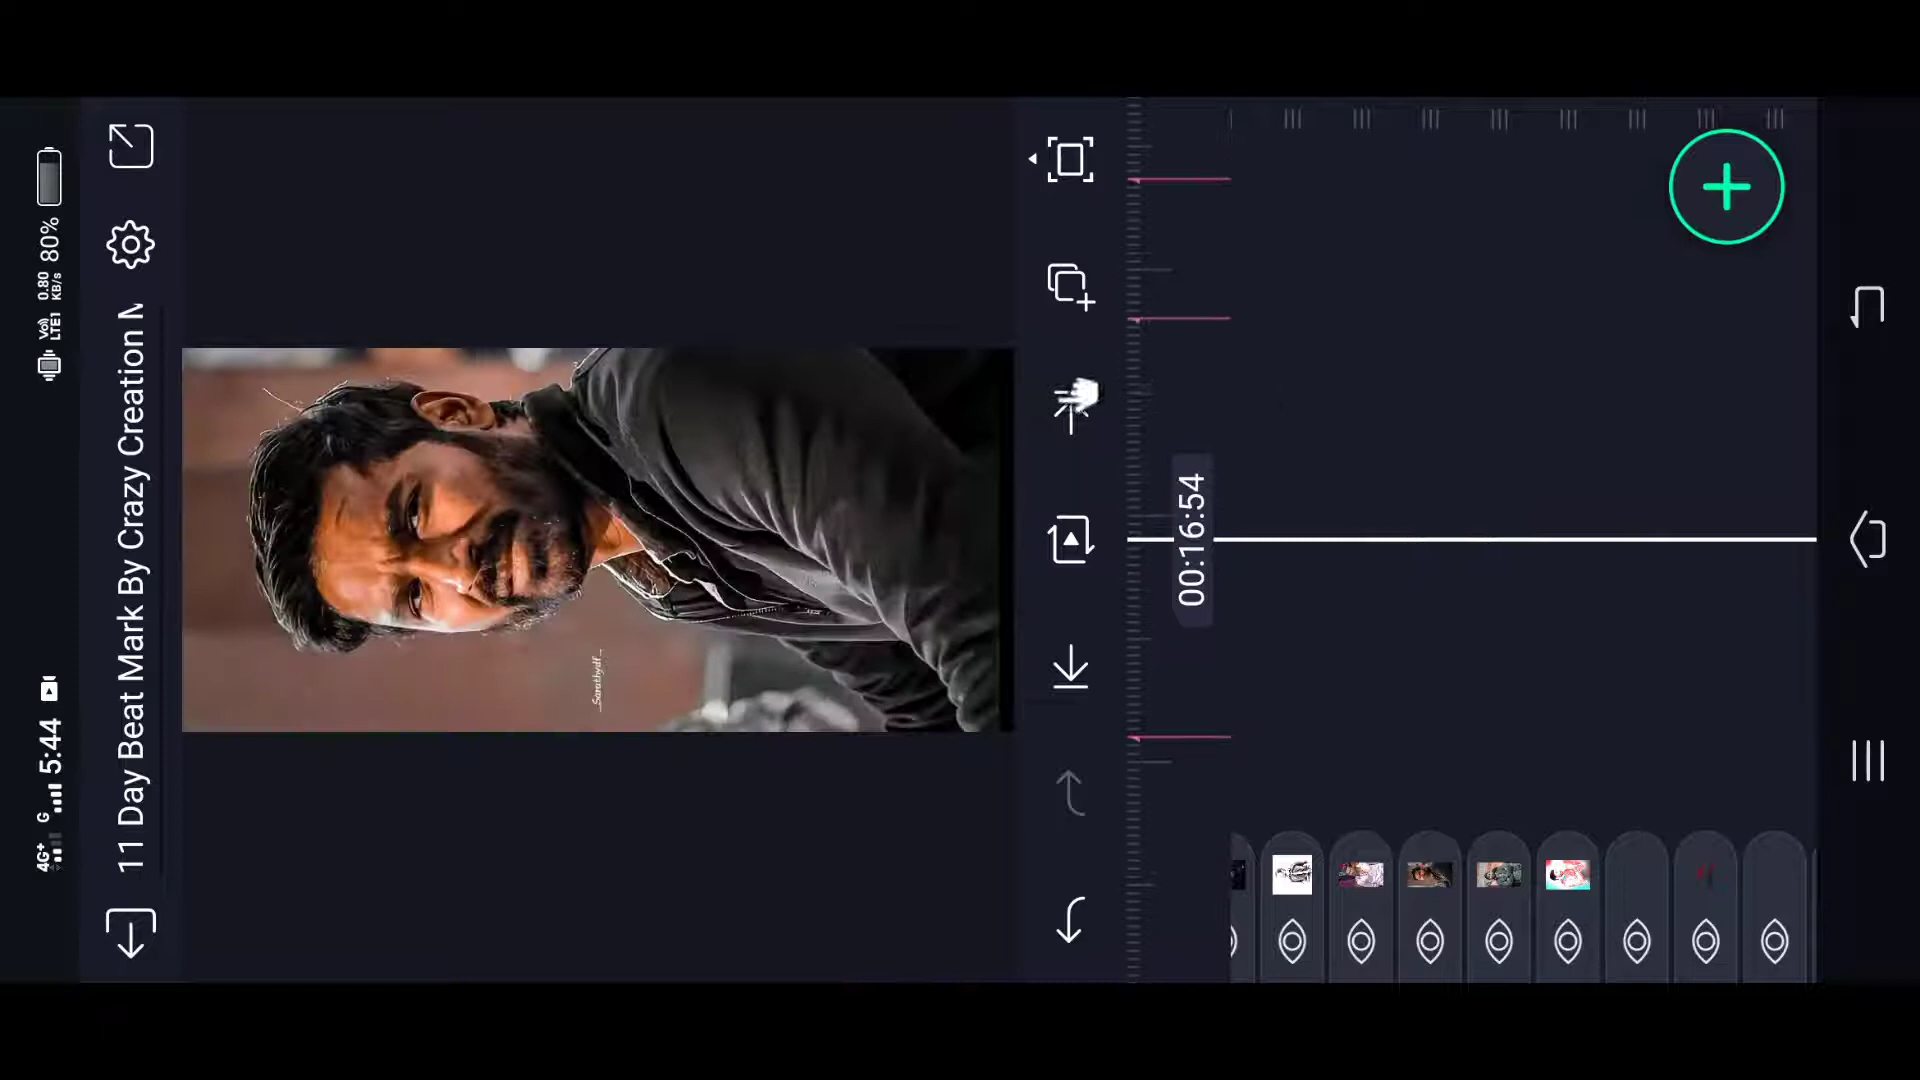 4G+ G 5:44
Vo) LTE1 0.80 KB/s 80%
11 Day Beat Mark By Crazy Creation
_Sarathydf_
00:16:54